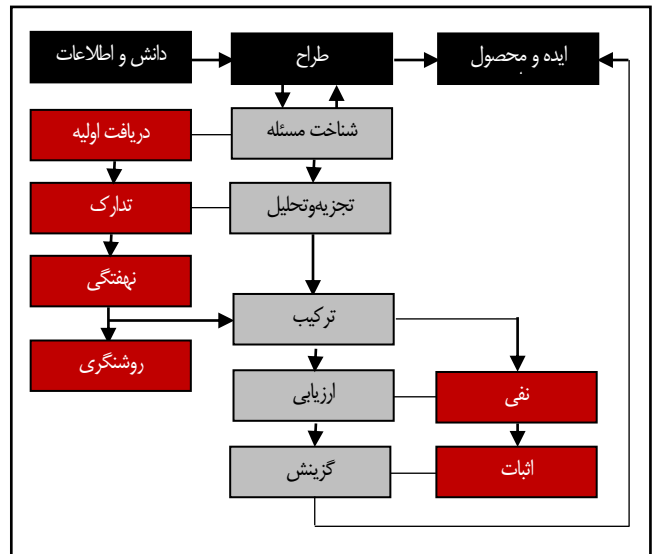 دانش و اطلاعات
طراح
ایده و محصول
شناخت مسئله
دریافت اولیه
تجزیه‌وتحلیل
تدارک
نهفتگی
ترکیب
روشنگری
ارزیابی
نفی
گزینش
اثبات